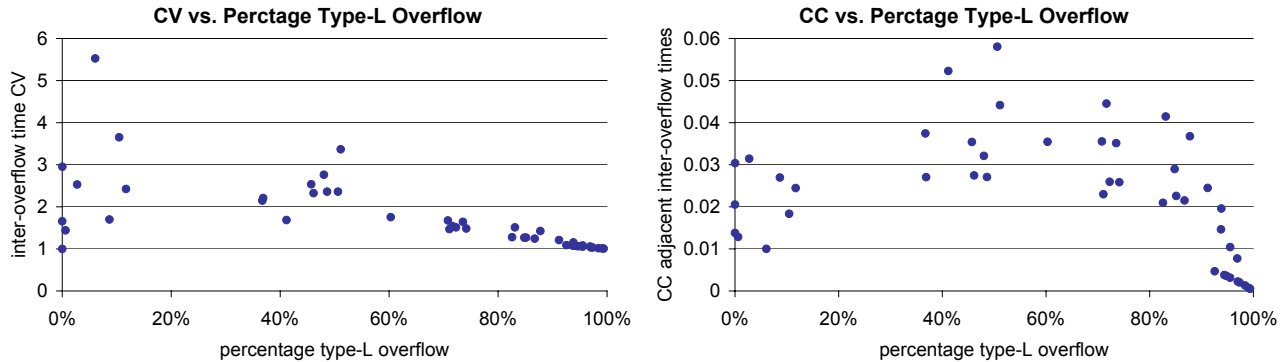 CV vs. Perctage Type-L Overflow
inter-overflow time CV
6
5
4
3
2
1
0
0% 20% 40% 60% 80% 100%
percentage type-L overflow
CC vs. Perctage Type-L Overflow
CC adjacent inter-overflow times
0.06
0.05
0.04
0.03
0.02
0.01
0
0% 20% 40% 60% 80% 100%
percentage type-L overflow